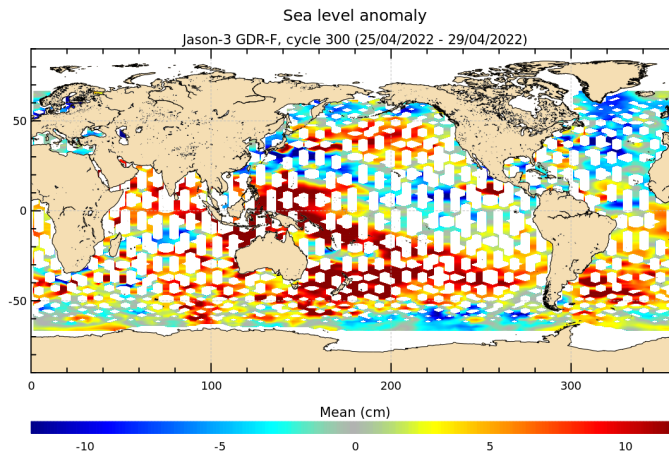 Sea level anomaly
Jason-3 GDR-F, cycle 300 (25/04/2022 - 29/04/2022)
50
0
-50
0 100 200 300
Mean (cm)
-10 -5 0 5 10